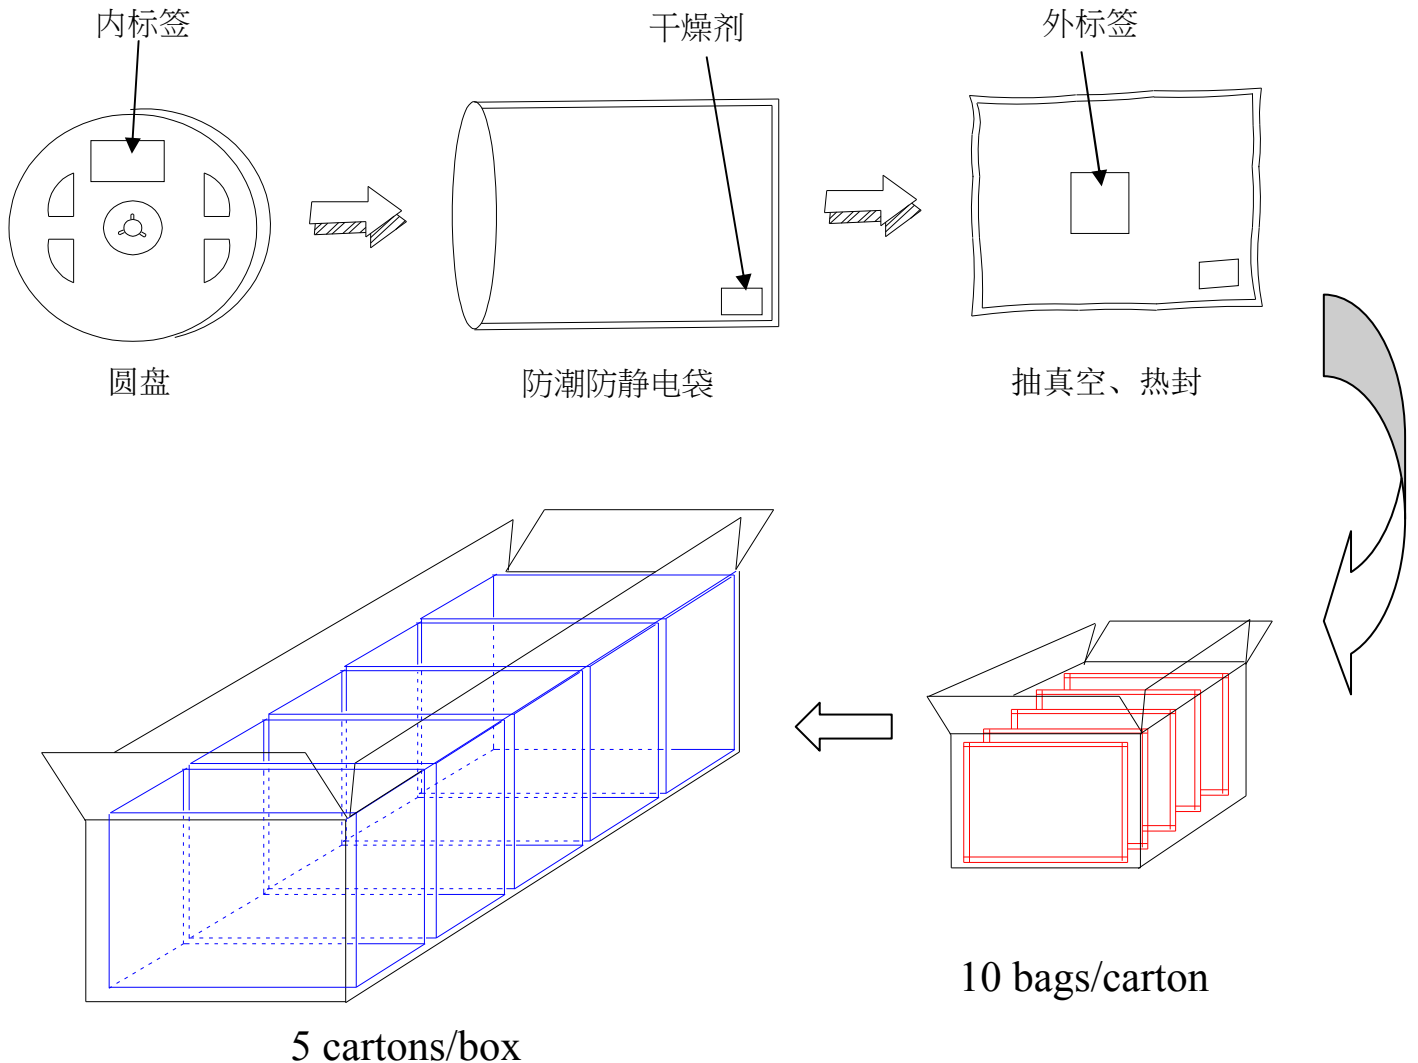 内标签
干燥剂
外标签
圆盘
防潮防静电袋
抽真空、热封
10 bags/carton
5 cartons/box